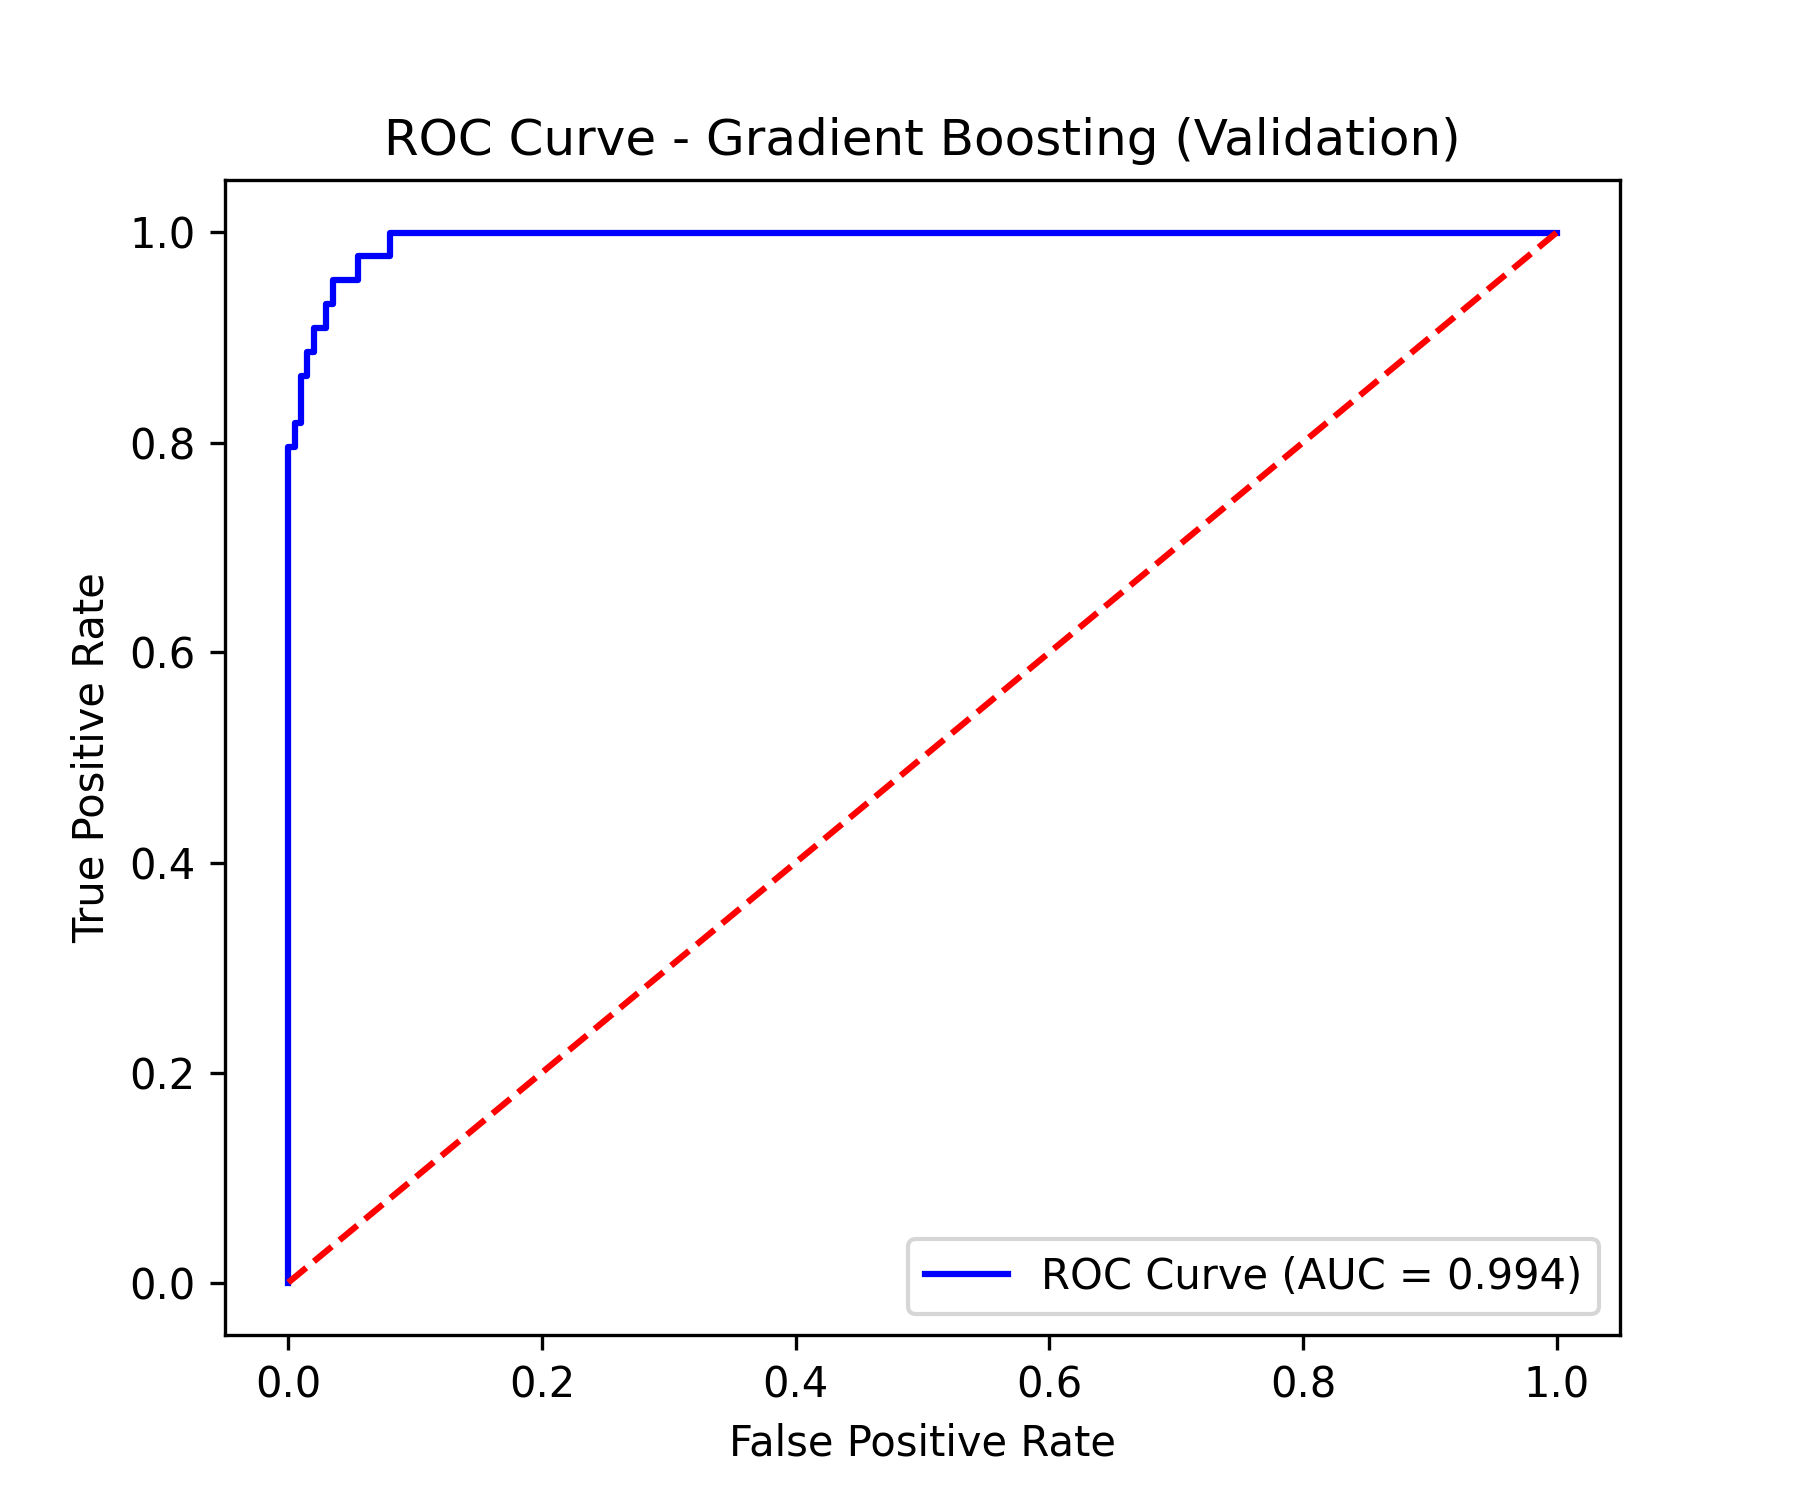 ROC Curve - Gradient Boosting (Validation)
True Positive Rate
1.0
0.8
0.6
0.4
0.2
0.0
ROC Curve (AUC = 0.994)
0.0 0.2 0.4 0.6 0.8 1.0
False Positive Rate